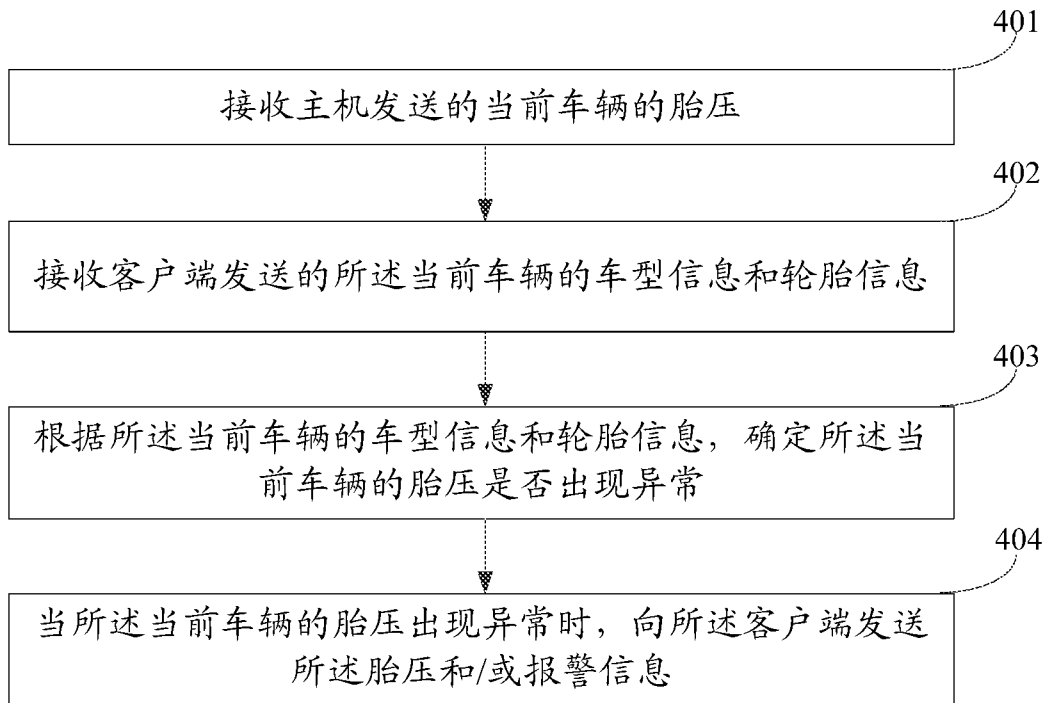 401
接收主机发送的当前车辆的胎压
402
接收客户端发送的所述当前车辆的车型信息和轮胎信息
403
根据所述当前车辆的车型信息和轮胎信息，确定所述当
前车辆的胎压是否出现异常
404
当所述当前车辆的胎压出现异常时，向所述客户端发送
所述胎压和/或报警信息